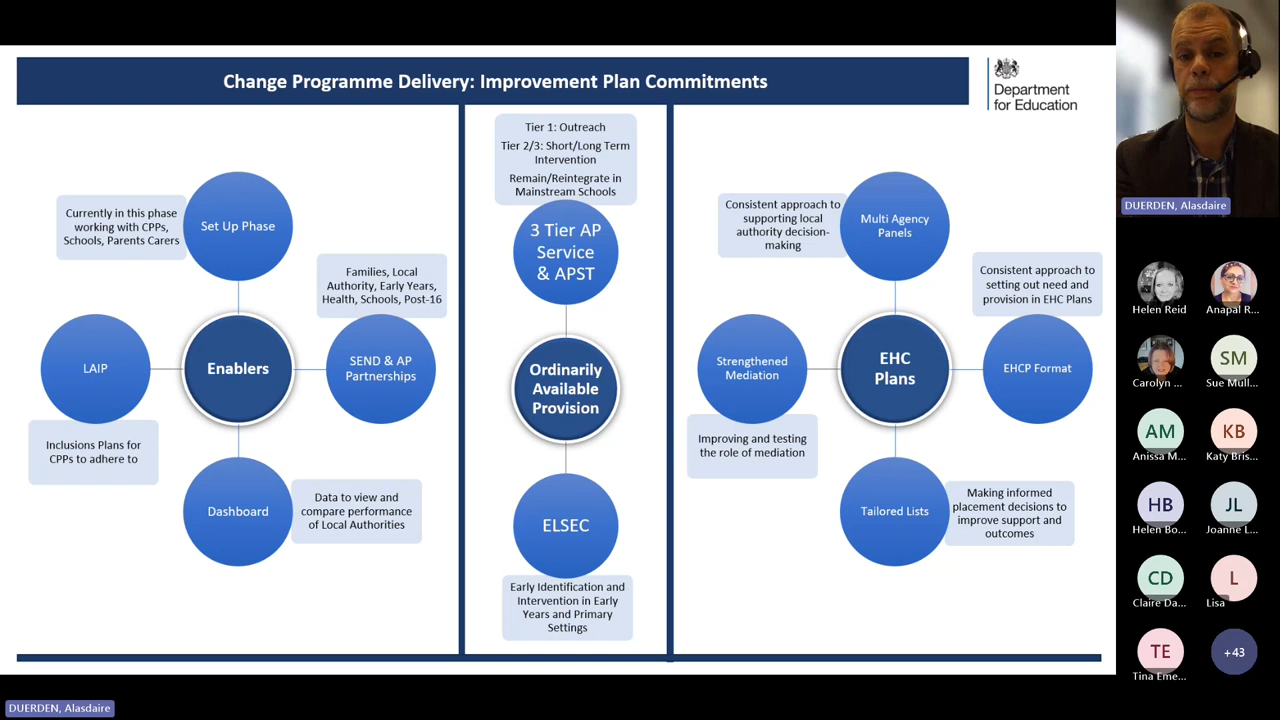 Change Programme Delivery: Improvement Plan Commitments
Department
for Education
Currently in this phase
working with CPPs,
Schools, Parents Carers
Set Up Phase
Families, Local
Authority, Early Years,
Health, Schools, Post-16
LAIP
Enablers
SEND & AP
Partnerships
Inclusions Plans for
CPPs to adhere to
Dashboard
Data to view and
compare performance
of Local Authorities
Tier 1: Outreach
Tier 2/3: Short/Long Term
Intervention
Remain/Reintegrate in
Mainstream Schools
3 Tier AP
Service
& APST
Ordinarily
Available
Provision
ELSEC
Early Identification and
Intervention in Early
Years and Primary
Settings
Consistent approach to
supporting local
authority decision-
making
Multi Agency
Panels
Consistent approach to
setting out need and
provision in EHC Plans
Strengthened
Mediation
EHC
Plans
EHCP Format
Improving and testing
the role of mediation
Tailored Lists
Making informed
placement decisions to
improve support and
outcomes
DUERDEN, Alasdaire
Helen Reid
Anapal R...
Carolyn ...
SM
Sue Mull...
AM
Anissa M...
KB
Katy Bris...
HB
Helen Bo...
JL
Joanne L...
CD
Claire Da...
L
Lisa
TE
Tina Eme...
+43
DUERDEN, Alasdaire